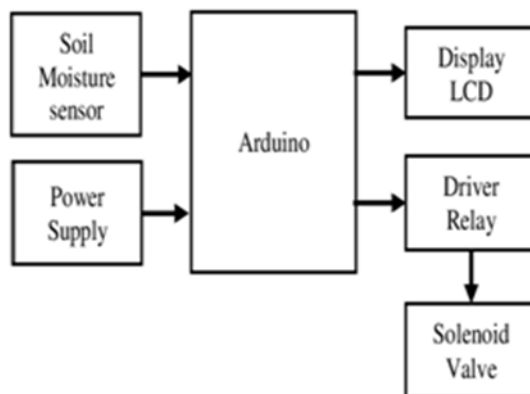 Soil
Moisture
sensor
Power
Supply
Arduino
Display
LCD
Driver
Relay
Solenoid
Valve